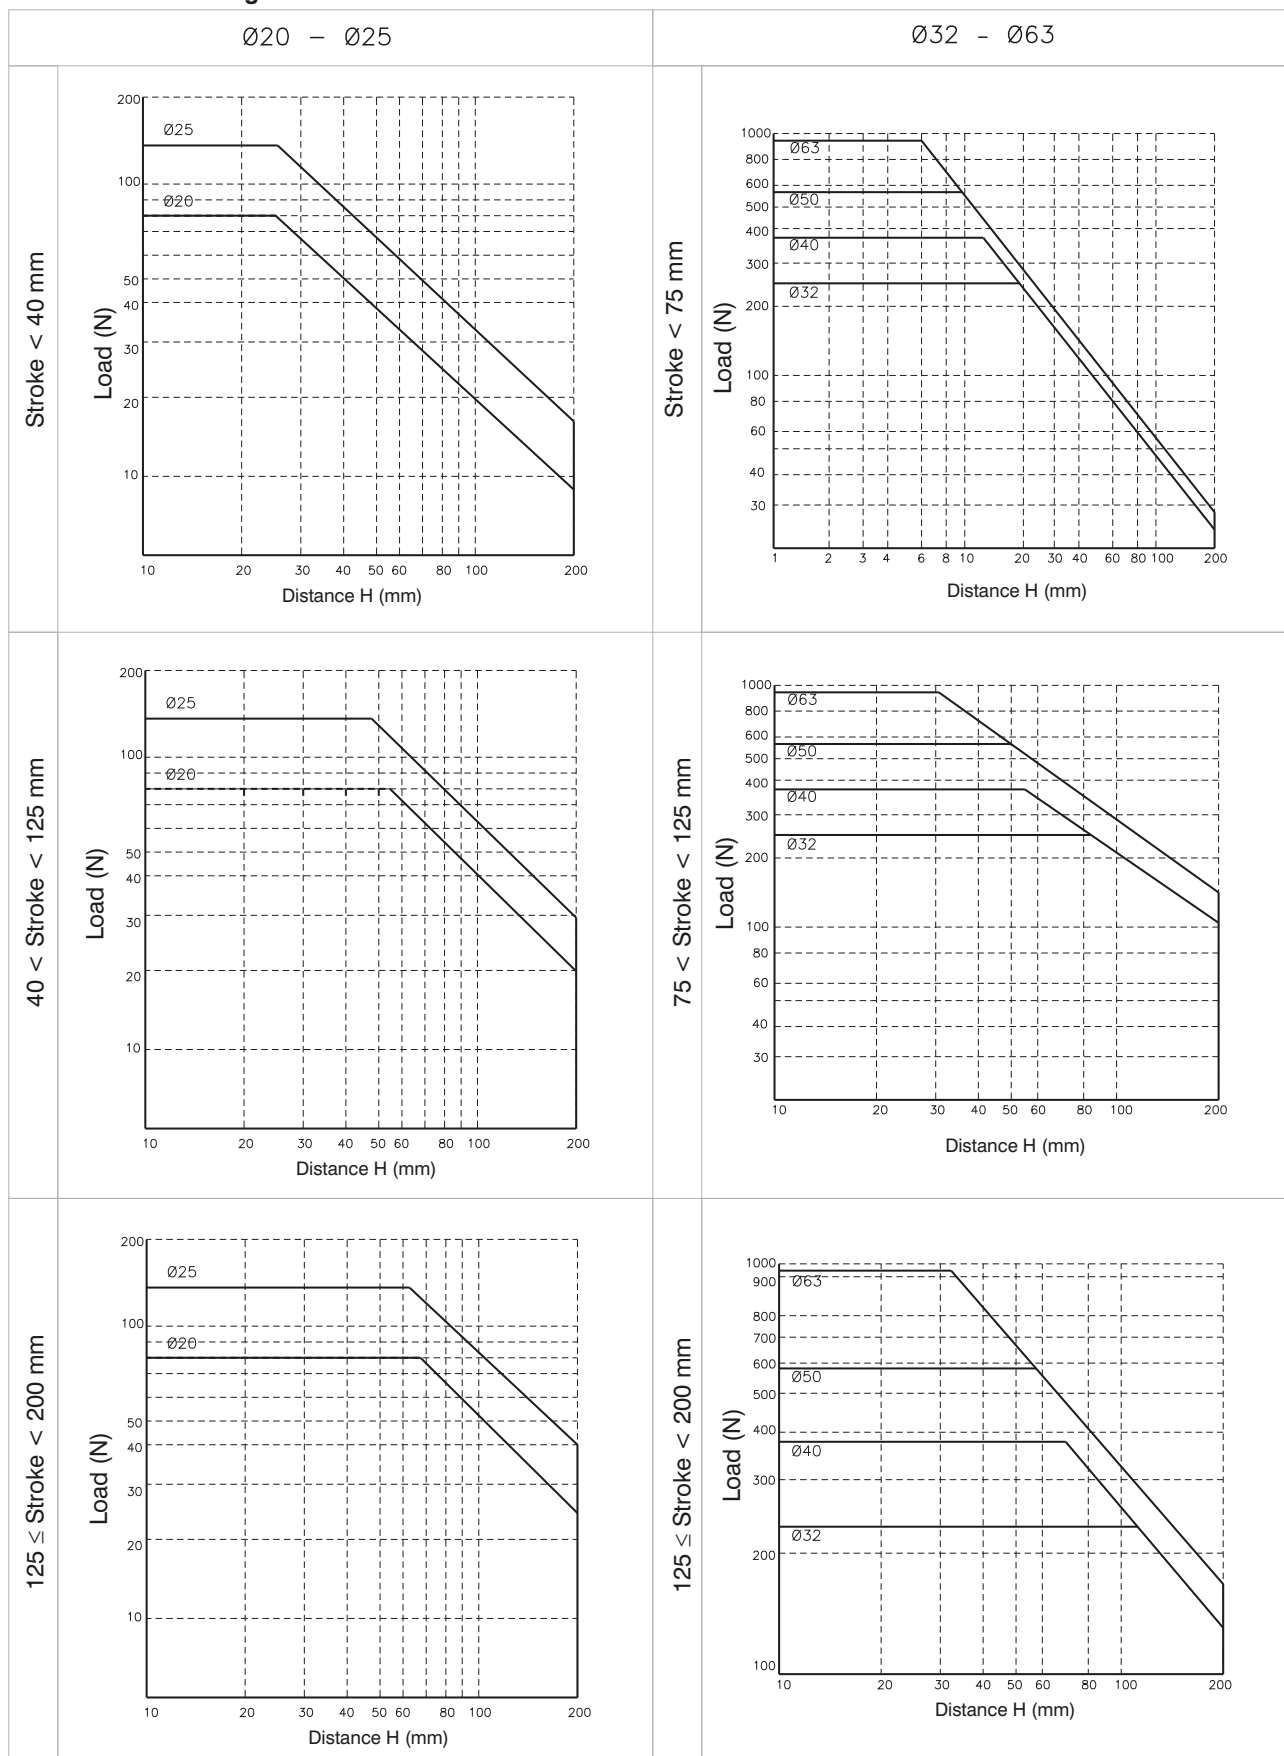 Ø20 – Ø25
Ø32 - Ø63
Stroke < 40 mm
Load (N)
200
100
50
40
30
20
10
Ø25
Ø20
10 20 30 40 50 60 80 100 200
Distance H (mm)
Stroke < 75 mm
Load (N)
1000
800
600
500
400
300
200
100
80
60
40
30
Ø63
Ø50
Ø40
Ø32
1 2 3 4 6 8 10 20 30 40 60 80 100 200
Distance H (mm)
40 < Stroke < 125 mm
Load (N)
200
100
50
40
30
20
10
Ø25
Ø20
10 20 30 40 50 60 80 100 200
Distance H (mm)
75 < Stroke < 125 mm
Load (N)
1000
800
600
500
400
300
200
100
80
60
40
30
Ø63
Ø50
Ø40
Ø32
10 20 30 40 50 60 80 100 200
Distance H (mm)
125 ≤ Stroke < 200 mm
Load (N)
200
100
50
40
30
20
10
Ø25
Ø20
10 20 30 40 50 60 80 100 200
Distance H (mm)
125 ≤ Stroke < 200 mm
Load (N)
1000
900
800
700
600
500
400
300
200
100
Ø63
Ø50
Ø40
Ø32
10 20 30 40 50 60 80 100 200
Distance H (mm)